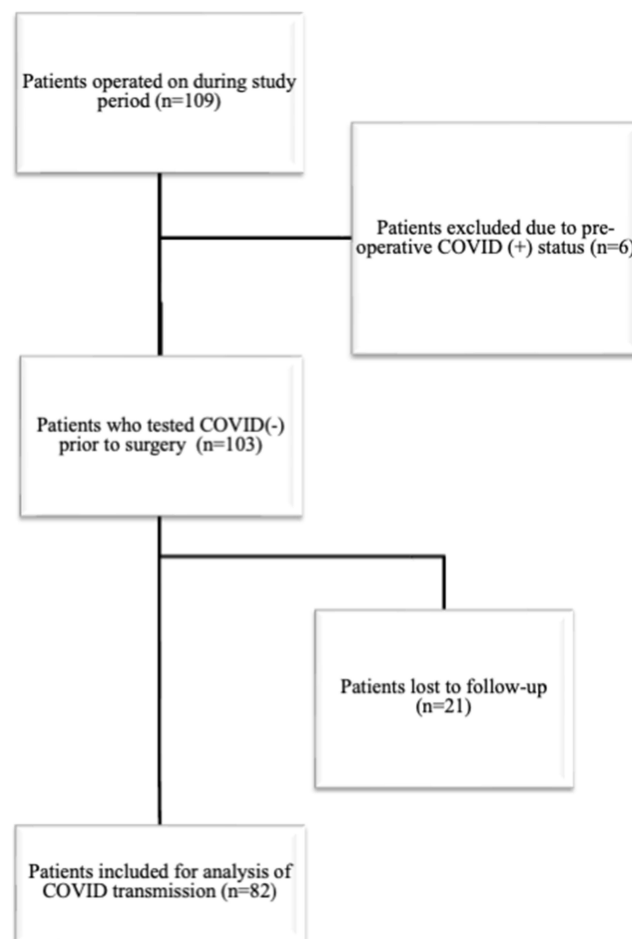 Patients operated on during study
period (n=109)
Patients excluded due to pre-
operative COVID (+) status (n=6)
Patients who tested COVID(-)
prior to surgery (n=103)
Patients lost to follow-up
(n=21)
Patients included for analysis of
COVID transmission (n=82)